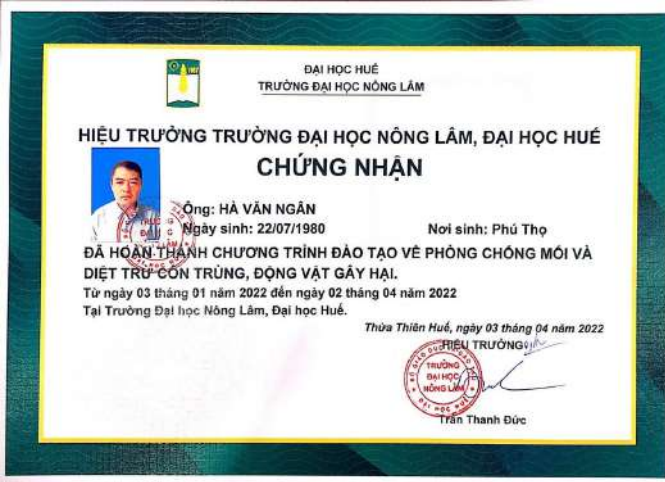 ĐẠI HỌC HUẾ
TRƯỜNG ĐẠI HỌC NÔNG LÂM
HIỆU TRƯỞNG TRƯỜNG ĐẠI HỌC NÔNG LÂM, ĐẠI HỌC HUẾ
CHỨNG NHẬN
Ông: HÀ VĂN NGÂN
Ngày sinh: 22/07/1980 Nơi sinh: Phú Thọ
ĐÃ HOÀN THÀNH CHƯƠNG TRÌNH ĐÀO TẠO VỀ PHÒNG CHỐNG MỐI VÀ
DIỆT TRỪ CÔN TRÙNG, ĐỘNG VẬT GÂY HẠI.
Từ ngày 03 tháng 01 năm 2022 đến ngày 02 tháng 04 năm 2022
Tại Trường Đại học Nông Lâm, Đại học Huế.
Thừa Thiên Huế, ngày 03 tháng 04 năm 2022
HIỆU TRƯỞNG
TRƯỜNG
ĐẠI HỌC
NÔNG LÂM
Trần Thanh Đức